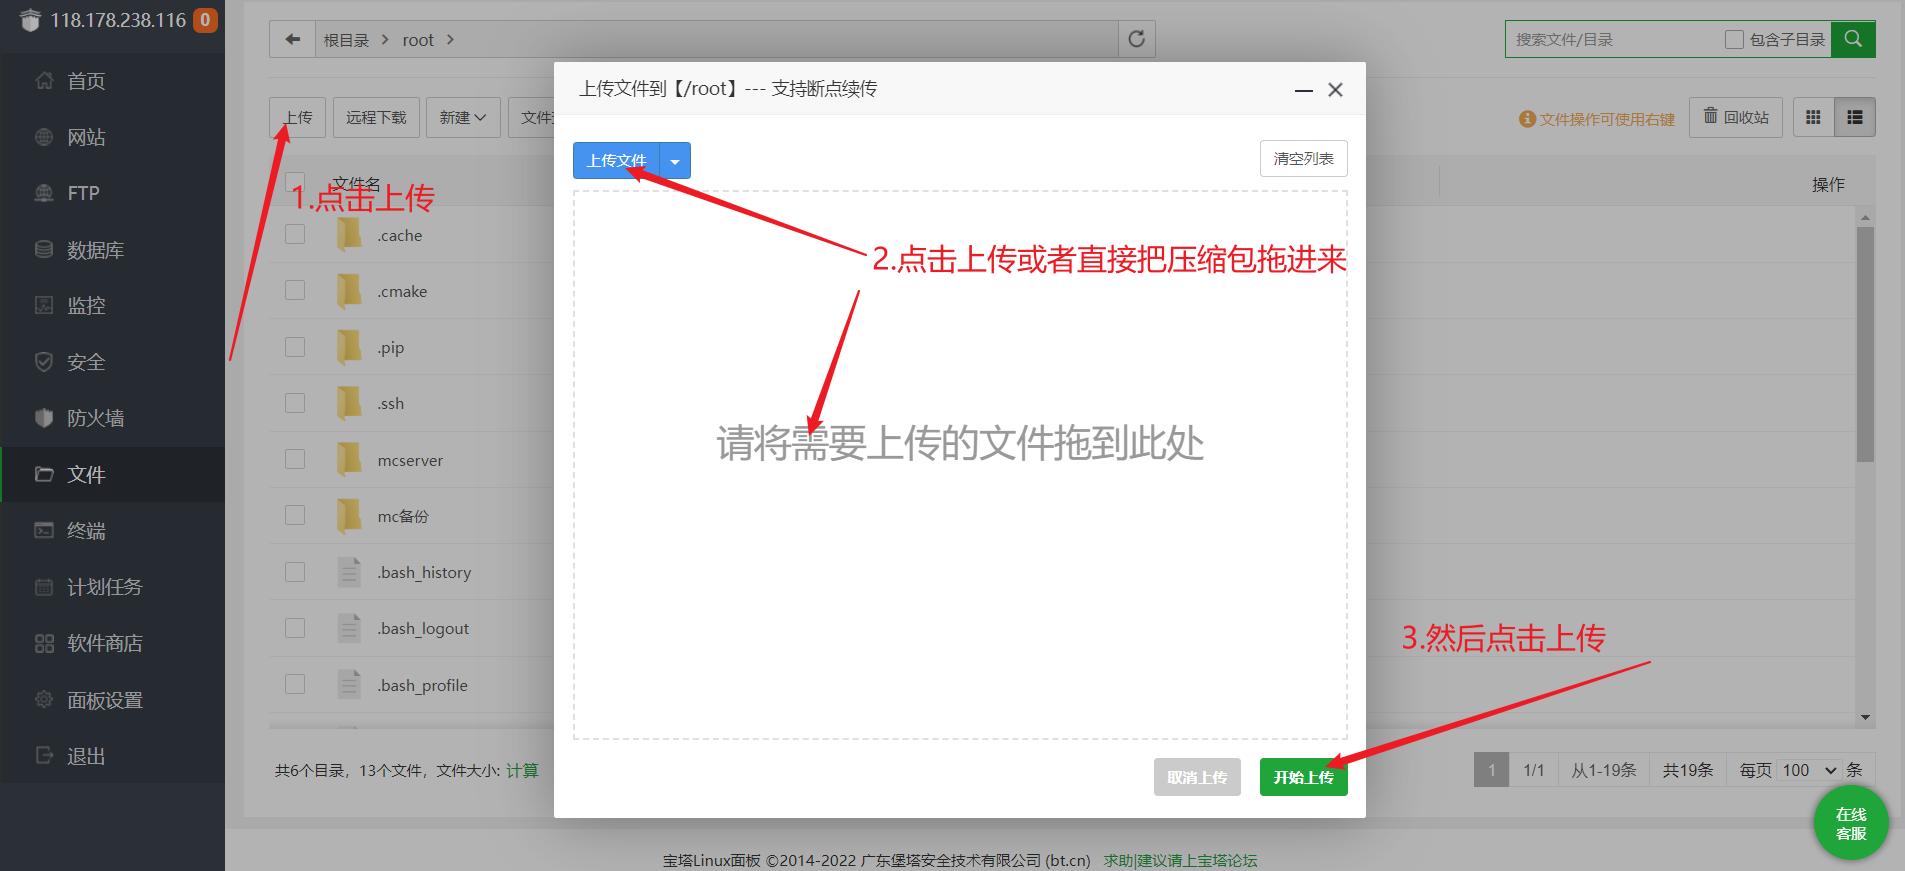 118.178.238.116 0
首页
网站
FTP
数据库
监控
安全
防火墙
文件
终端
计划任务
软件商店
面板设置
退出
根目录 root
搜索文件/目录 包含子目录
上传 远程下载 新建 文件
文件操作可使用右键 回收站
文件名 操作
1.点击上传
.cache
.cmake
.pip
.ssh
mcserver
mc备份
.bash_history
.bash_logout
.bash_profile
共6个目录，13个文件，文件大小: 计算
上传文件到【/root】--- 支持断点续传
上传文件 清空列表
2.点击上传或者直接把压缩包拖进来
请将需要上传的文件拖到此处
3.然后点击上传
取消上传 开始上传
1 1/1 从1-19条 共19条 每页 100 条
在线
客服
宝塔Linux面板 ©2014-2022 广东堡塔安全技术有限公司 (bt.cn) 求助|建议请上宝塔论坛